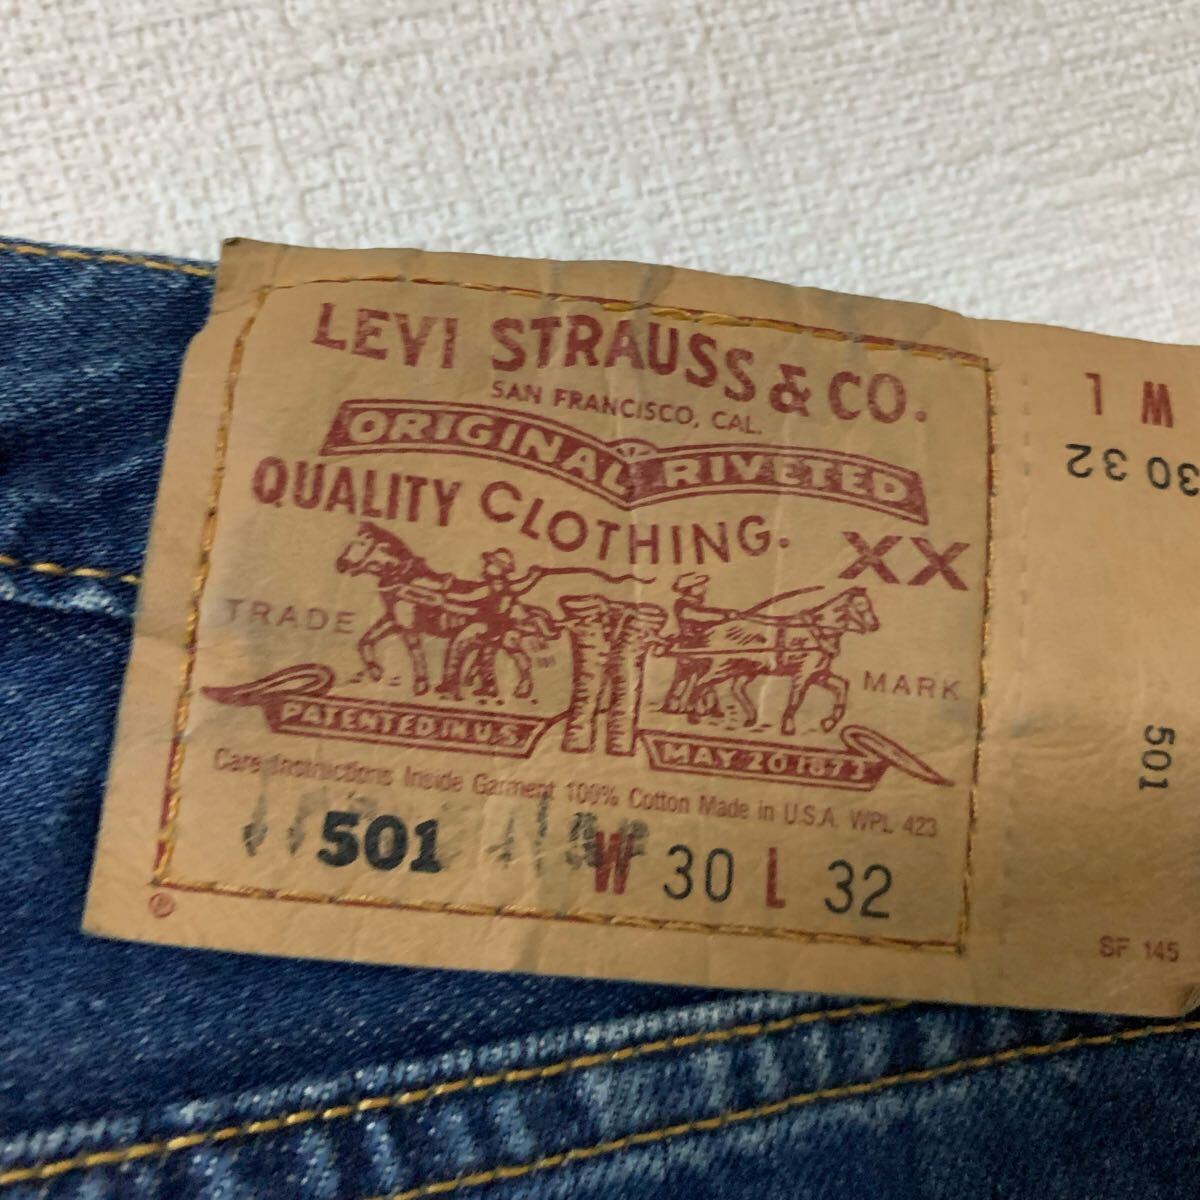 LEVI STRAUSS & CO.
SAN FRANCISCO, CAL.
ORIGINAL RIVETED
QUALITY CLOTHING.
XX
TRADE MARK
PATENTED IN U.S.
MAY 20 1873
Care Instructions Inside Garment 100% Cotton Made in U.S.A. WPL 423
501 W 30 L 32
W L
30 32
501
SF 145